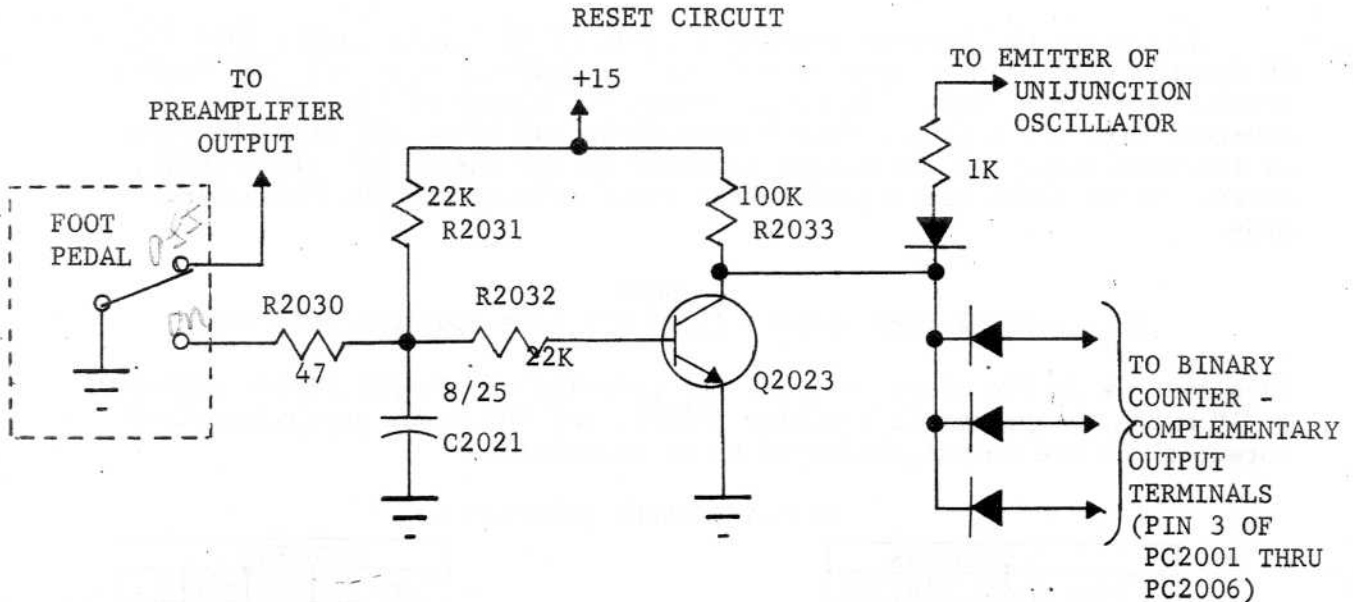 RESET CIRCUIT
TO
PREAMPLIFIER
OUTPUT
+15
TO EMITTER OF
UNIJUNCTION
OSCILLATOR
1K
FOOT
PEDAL
off
on
R2030
47
22K
R2031
R2032
22K
8/25
C2021
100K
R2033
Q2023
TO BINARY
COUNTER -
COMPLEMENTARY
OUTPUT
TERMINALS
(PIN 3 OF
PC2001 THRU
PC2006)